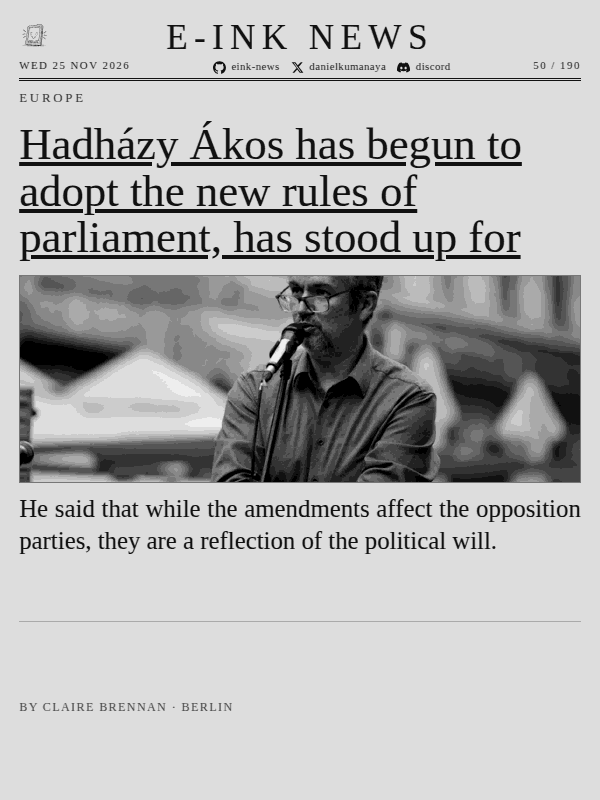 E-INK NEWS
WED 25 NOV 2026
eink-news danielkumanaya discord
50 / 190
EUROPE
Hadházy Ákos has begun to
adopt the new rules of
parliament, has stood up for
He said that while the amendments affect the opposition
parties, they are a reflection of the political will.
BY CLAIRE BRENNAN · BERLIN